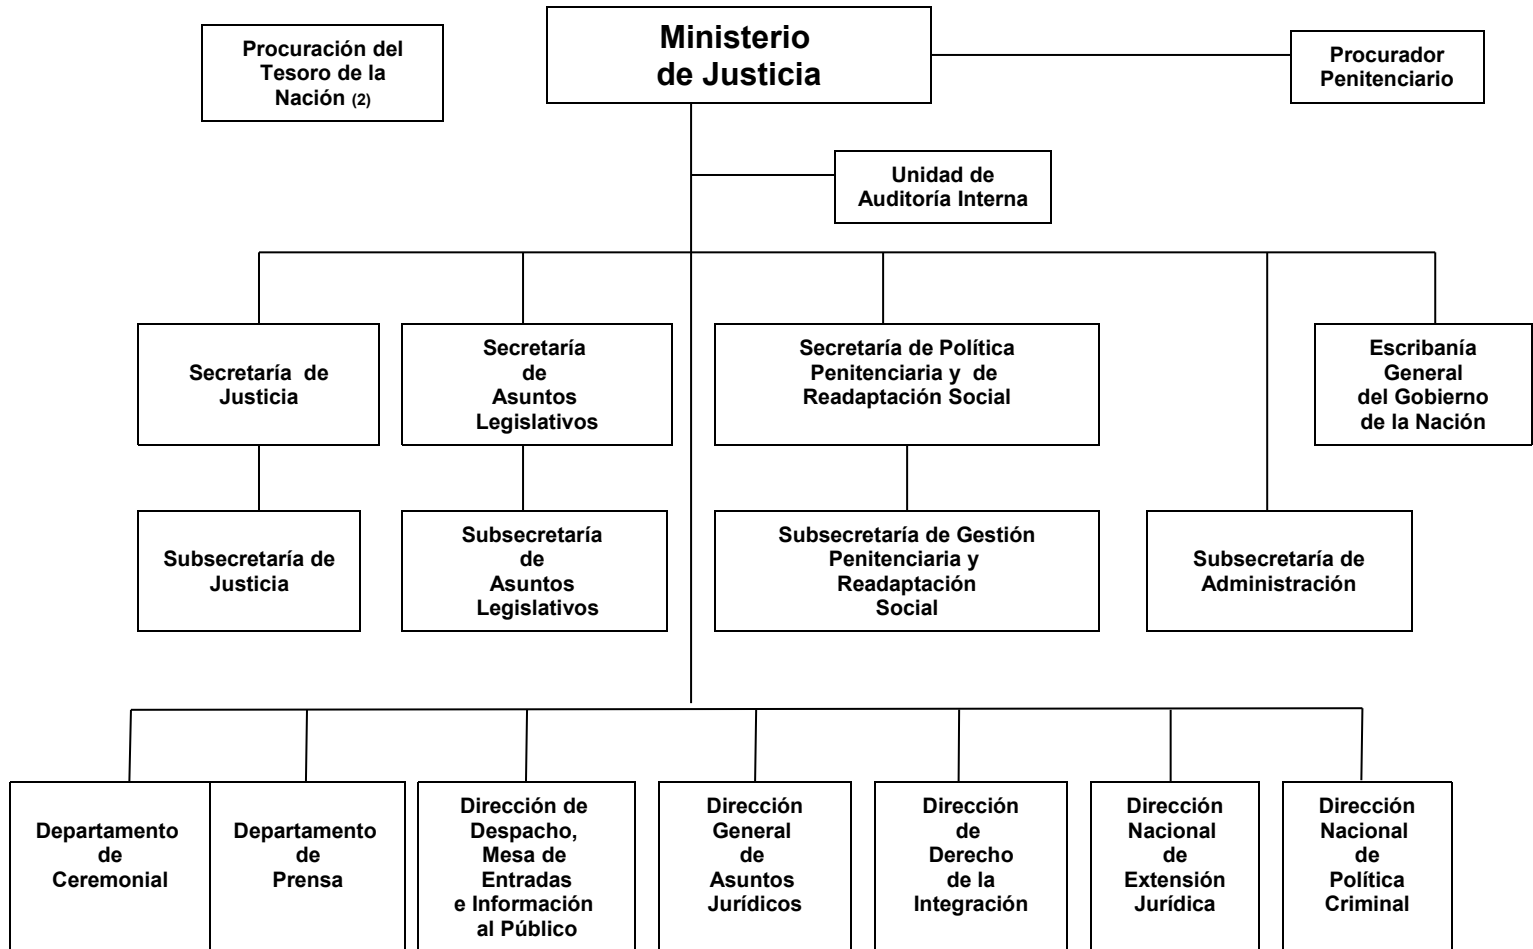 Ministerio
de Justicia
Procuración del
Tesoro de la
Nación (2)
Procurador
Penitenciario
Unidad de
Auditoría Interna
Secretaría de
Justicia
Secretaría
de
Asuntos
Legislativos
Secretaría de Política
Penitenciaria y de
Readaptación Social
Escribanía
General
del Gobierno
de la Nación
Subsecretaría de
Justicia
Subsecretaría
de
Asuntos
Legislativos
Subsecretaría de Gestión
Penitenciaria y
Readaptación
Social
Subsecretaría de
Administración
Departamento
de
Ceremonial
Departamento
de
Prensa
Dirección de
Despacho,
Mesa de
Entradas
e Información
al Público
Dirección
General
de
Asuntos
Jurídicos
Dirección
de
Derecho
de la
Integración
Dirección
Nacional
de
Extensión
Jurídica
Dirección
Nacional
de
Política
Criminal